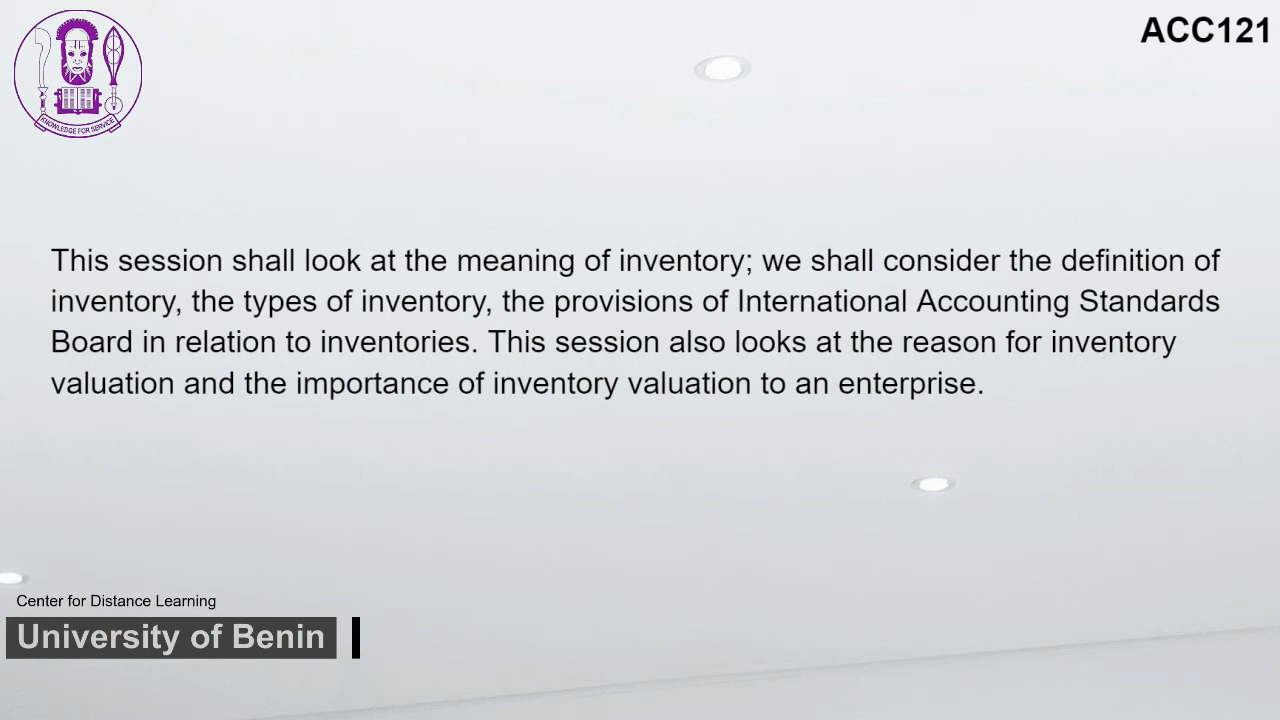 ACC121
KNOWLEDGE FOR SERVICE
This session shall look at the meaning of inventory; we shall consider the definition of
inventory, the types of inventory, the provisions of International Accounting Standards
Board in relation to inventories. This session also looks at the reason for inventory
valuation and the importance of inventory valuation to an enterprise.
Center for Distance Learning
University of Benin